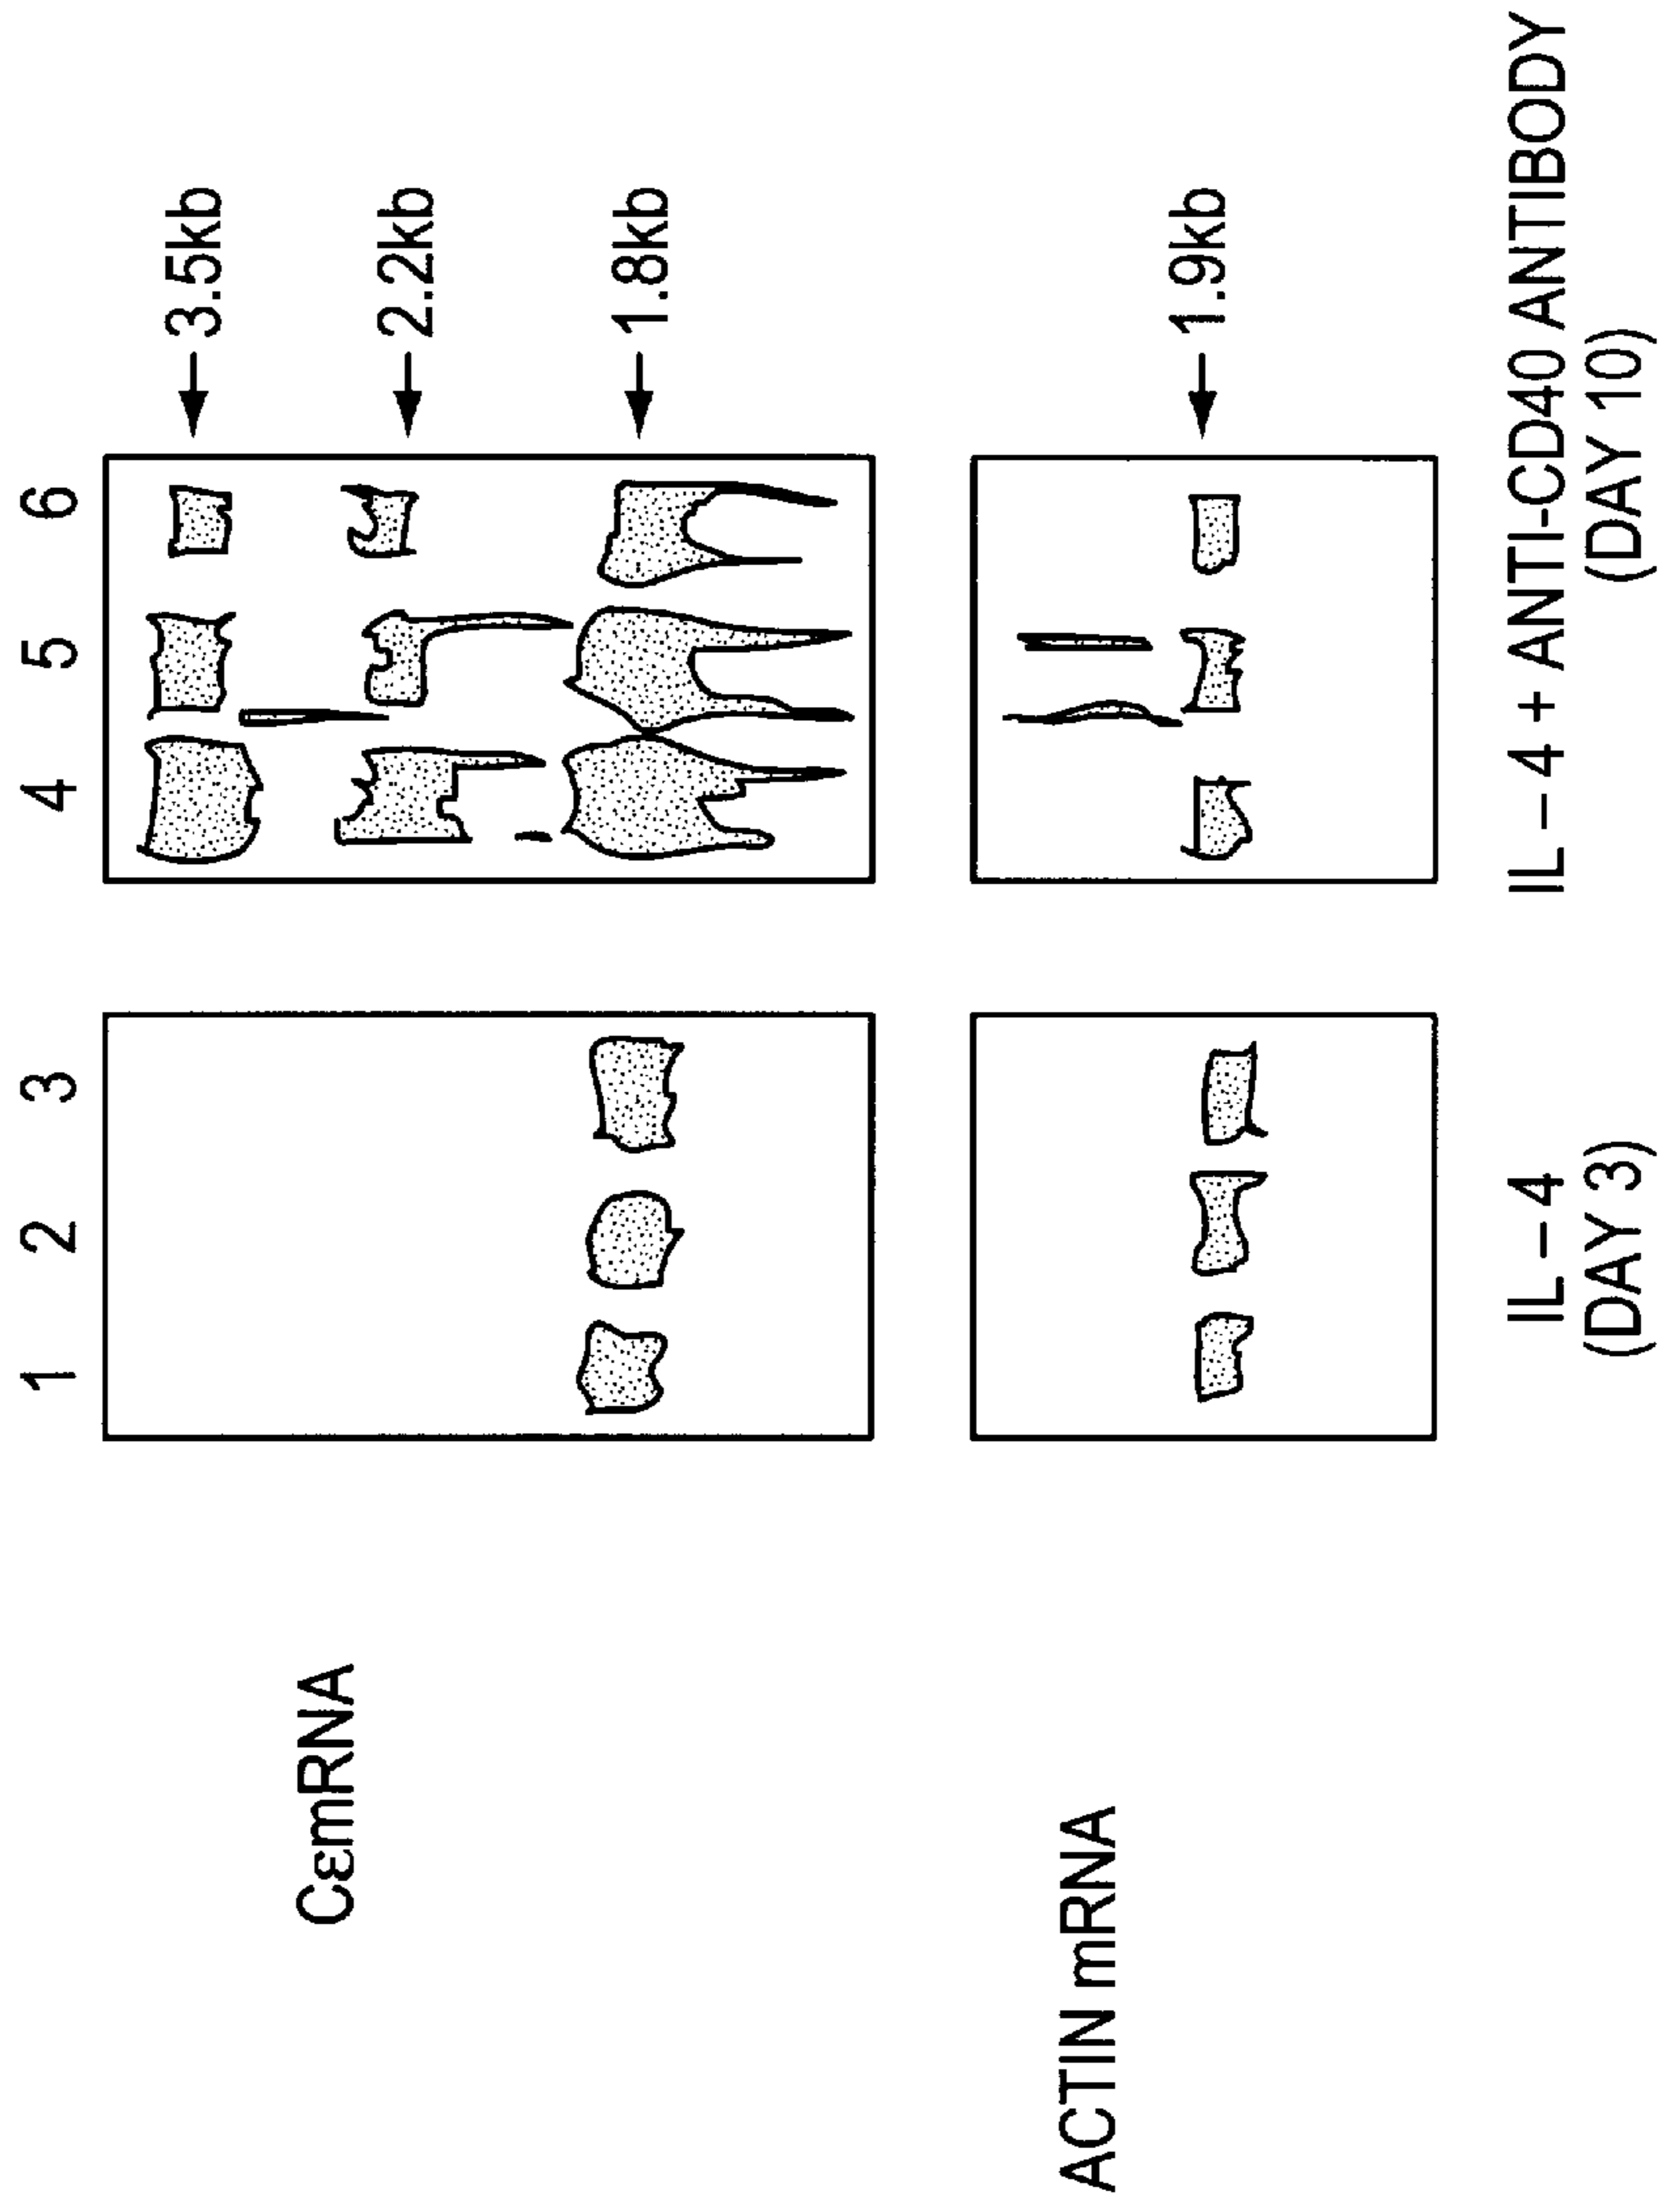 1 2 3 4 5 6
CεmRNA
3.5kb
2.2kb
1.8kb
ACTIN mRNA
1.9kb
IL – 4
(DAY 3)
IL – 4 + ANTI-CD40 ANTIBODY
(DAY 10)